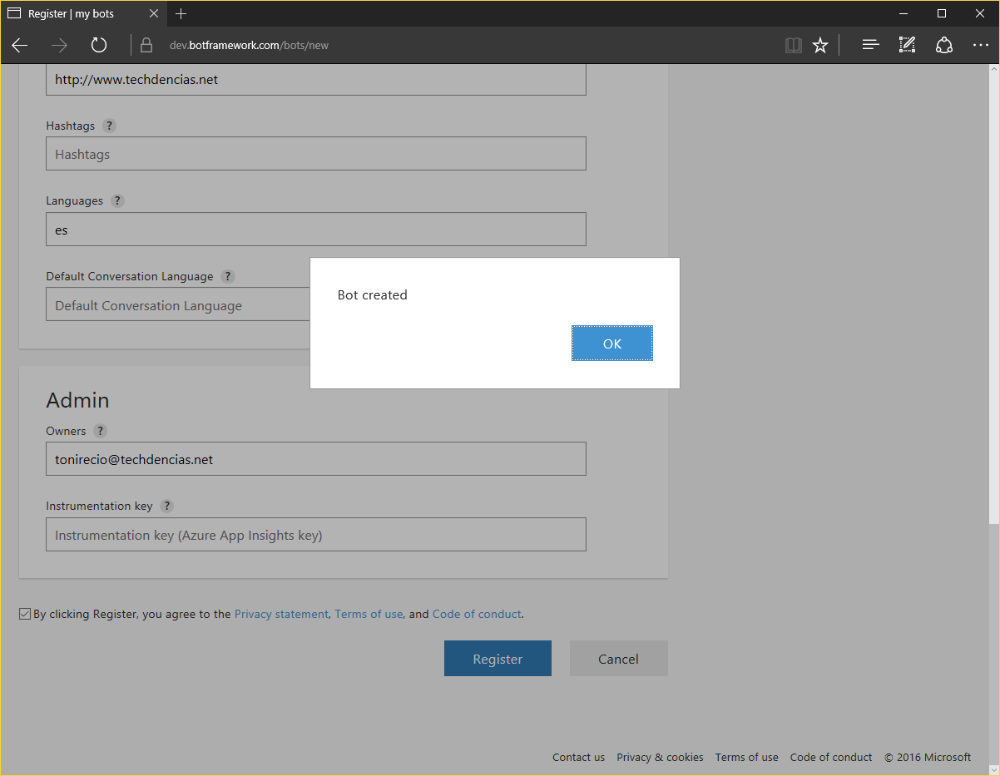 Register | my bots
dev.botframework.com/bots/new
http://www.techdencias.net
Hashtags ?
Hashtags
Languages ?
es
Default Conversation Language ?
Default Conversation Language
Bot created
OK
Admin
Owners ?
tonirecio@techdencias.net
Instrumentation key ?
Instrumentation key (Azure App Insights key)
By clicking Register, you agree to the Privacy statement, Terms of use, and Code of conduct.
Register Cancel
Contact us Privacy & cookies Terms of use Code of conduct © 2016 Microsoft